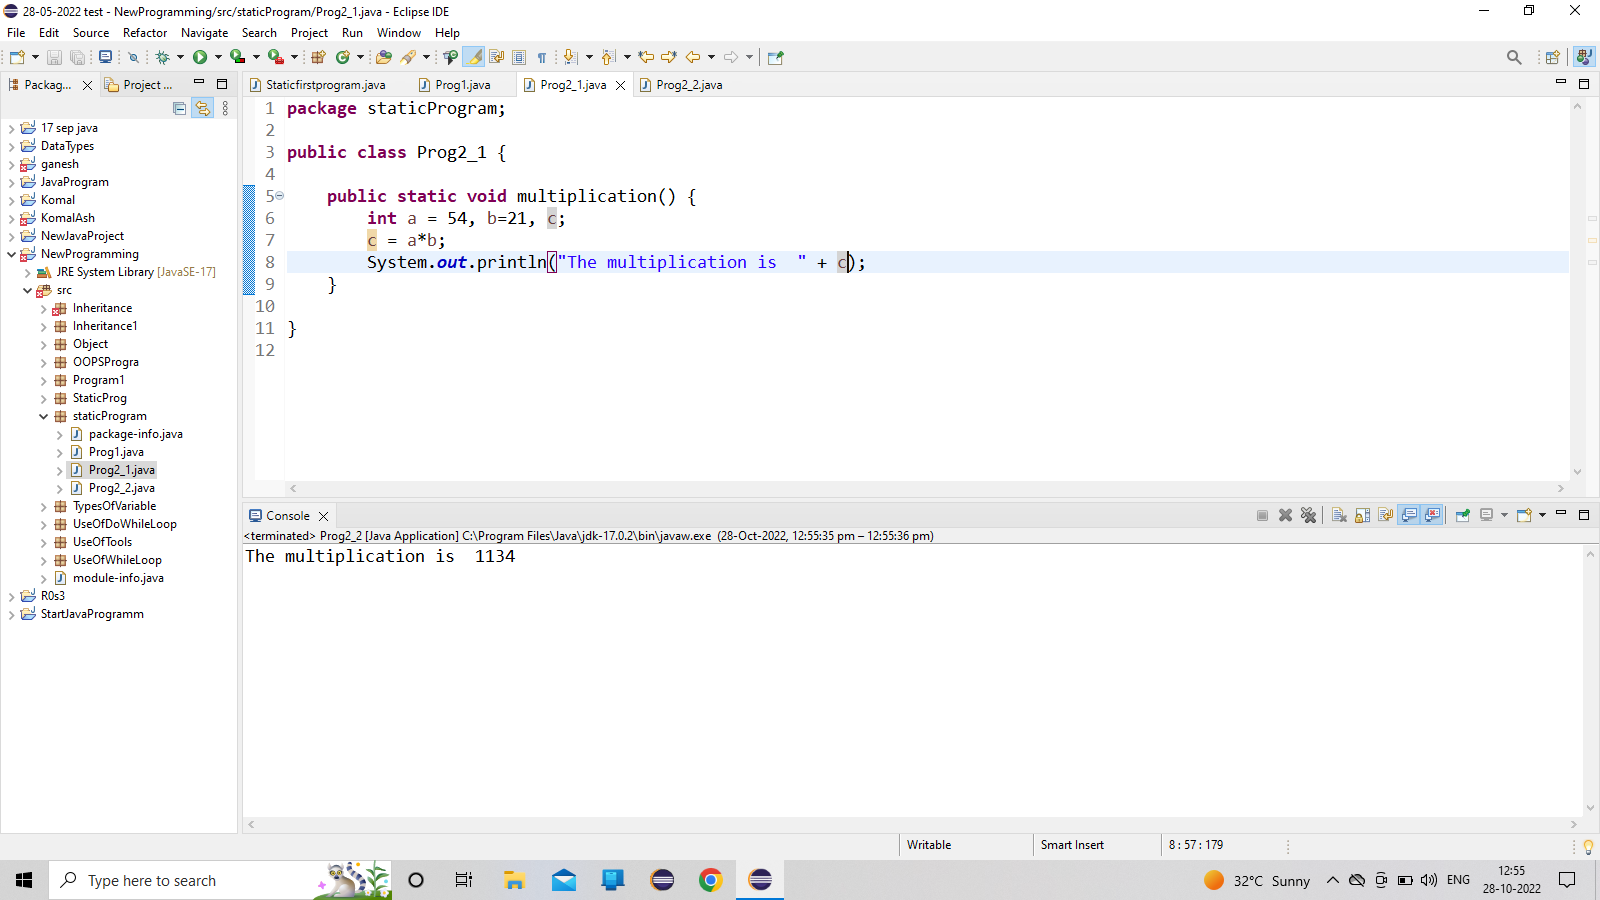 28-05-2022 test - NewProgramming/src/staticProgram/Prog2_1.java - Eclipse IDE
File Edit Source Refactor Navigate Search Project Run Window Help
Packag... Project ...
17 sep java
DataTypes
ganesh
JavaProgram
Komal
KomalAsh
NewJavaProject
NewProgramming
JRE System Library [JavaSE-17]
src
Inheritance
Inheritance1
Object
OOPSProgra
Program1
StaticProg
staticProgram
package-info.java
Prog1.java
Prog2_1.java
Prog2_2.java
TypesOfVariable
UseOfDoWhileLoop
UseOfTools
UseOfWhileLoop
module-info.java
R0s3
StartJavaProgramm
Staticfirstprogram.java Prog1.java Prog2_1.java Prog2_2.java
1 package staticProgram;
2
3 public class Prog2_1 {
4
5 public static void multiplication() {
6 int a = 54, b=21, c;
7 c = a*b;
8 System.out.println("The multiplication is  " + c);
9 }
10
11 }
12
Console
<terminated> Prog2_2 [Java Application] C:\Program Files\Java\jdk-17.0.2\bin\javaw.exe (28-Oct-2022, 12:55:35 pm – 12:55:36 pm)
The multiplication is  1134
Writable Smart Insert 8 : 57 : 179
Type here to search
32°C Sunny ENG
12:55
28-10-2022